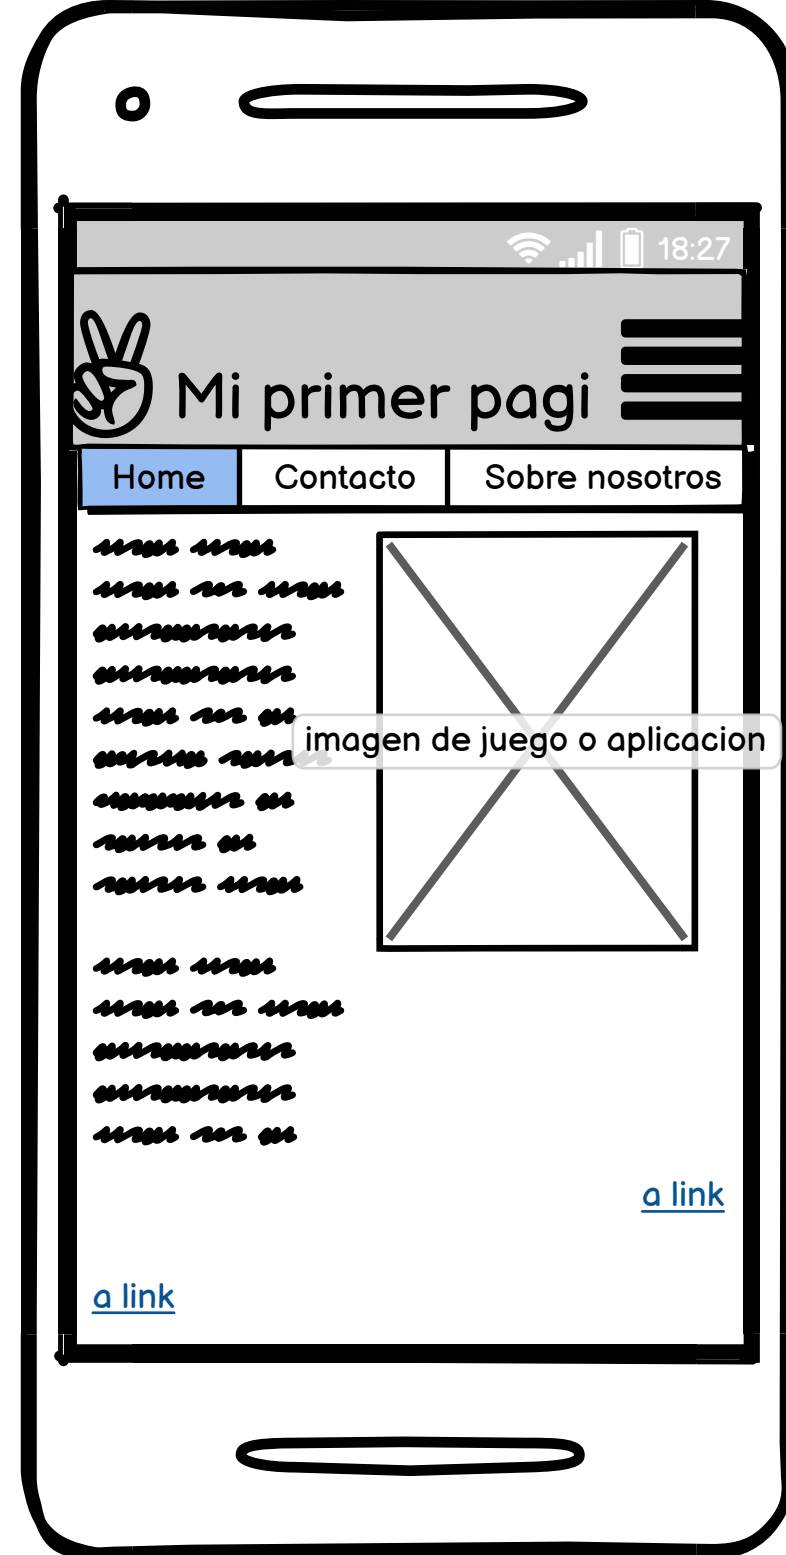 18:27
Mi primer pagi
Home Contacto Sobre nosotros
imagen de juego o aplicacion
a link
a link